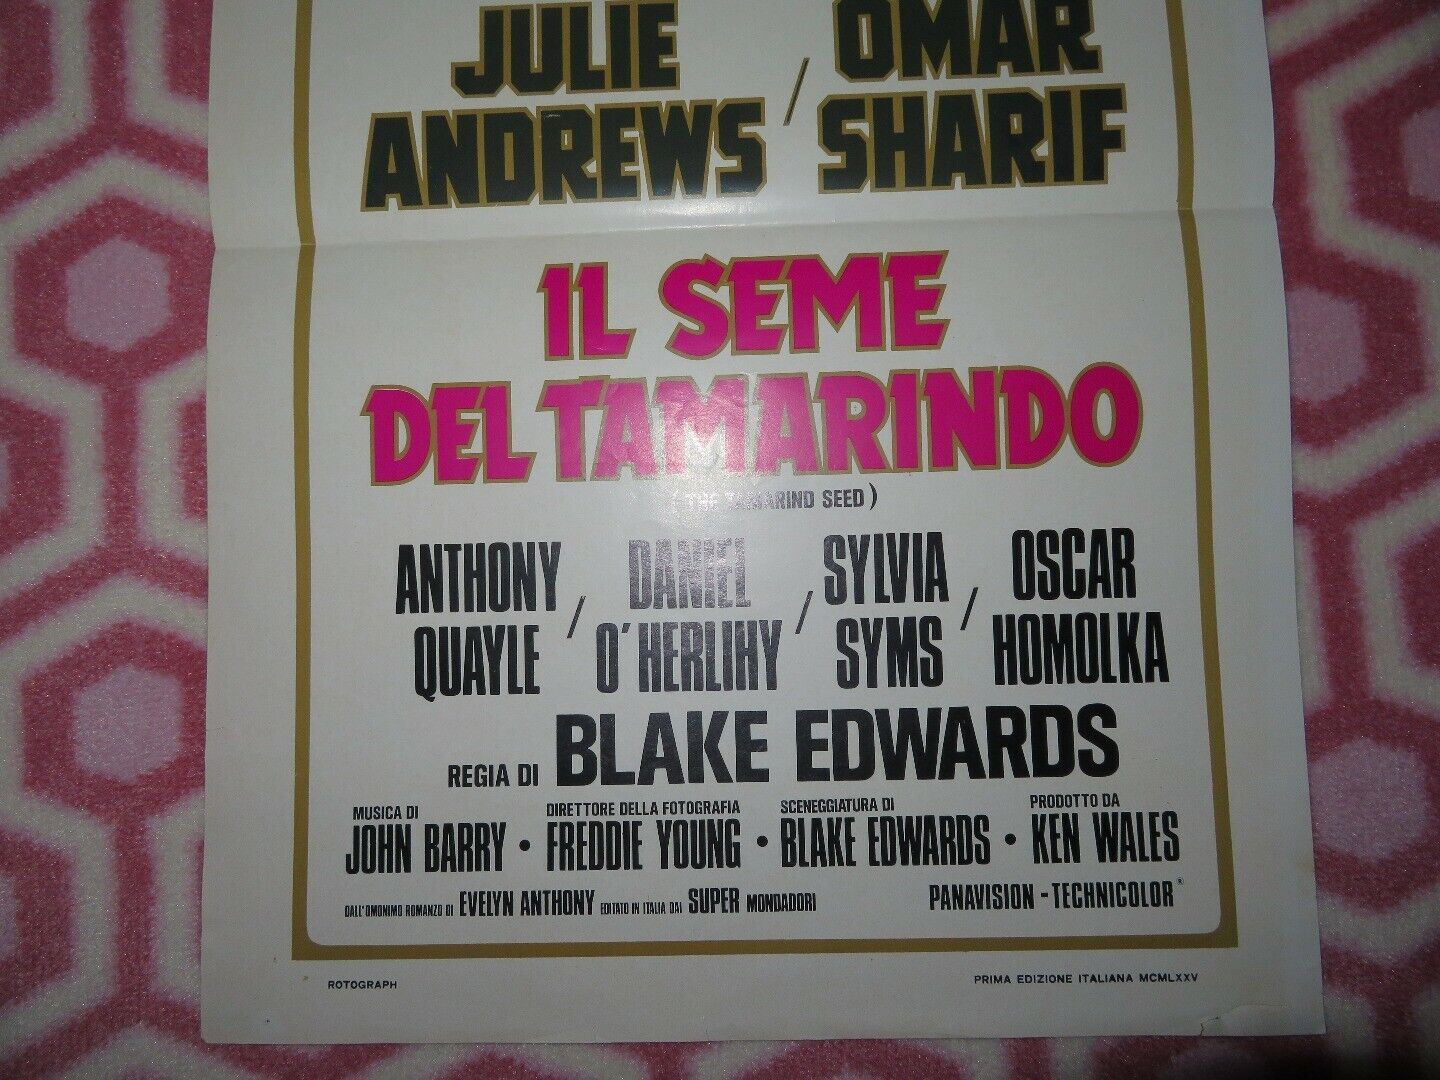 JULIE
ANDREWS / OMAR
SHARIF
IL SEME
DEL TAMARINDO
(THE TAMARIND SEED)
ANTHONY QUAYLE / DANIEL O'HERLIHY / SYLVIA SYMS / OSCAR HOMOLKA
REGIA DI BLAKE EDWARDS
MUSICA DI DIRETTORE DELLA FOTOGRAFIA SCENEGGIATURA DI PRODOTTO DA
JOHN BARRY • FREDDIE YOUNG • BLAKE EDWARDS • KEN WALES
DALL'OMONIMO ROMANZO DI EVELYN ANTHONY EDITATO IN ITALIA DAI SUPER MONDADORI PANAVISION - TECHNICOLOR®
ROTOGRAPH PRIMA EDIZIONE ITALIANA MCMLXXV